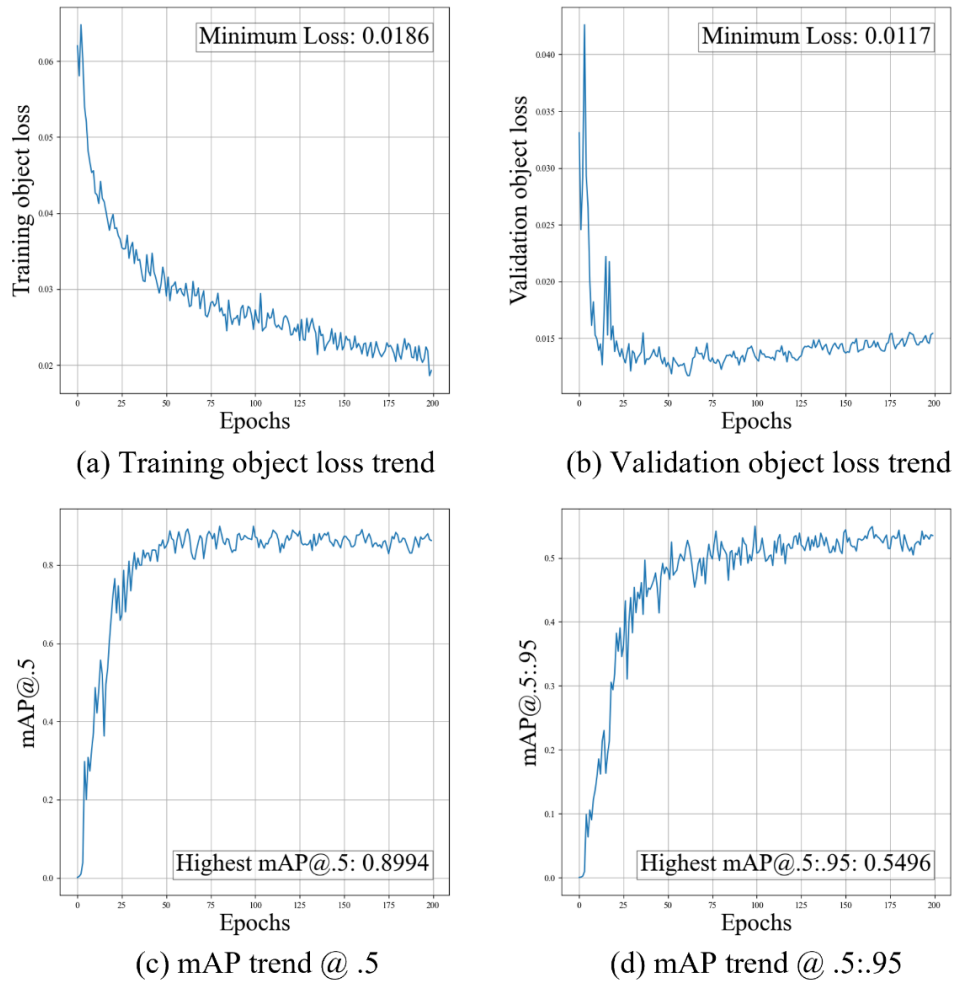 Minimum Loss: 0.0186
0.06
0.05
0.04
0.03
0.02
Training object loss
0 25 50 75 100 125 150 175 200
Epochs
(a) Training object loss trend
Minimum Loss: 0.0117
0.040
0.035
0.030
0.025
0.020
0.015
Validation object loss
0 25 50 75 100 125 150 175 200
Epochs
(b) Validation object loss trend
0.8
0.6
0.4
0.2
0.0
mAP@.5
Highest mAP@.5: 0.8994
0 25 50 75 100 125 150 175 200
Epochs
(c) mAP trend @ .5
0.5
0.4
0.3
0.2
0.1
0.0
mAP@.5:.95
Highest mAP@.5:.95: 0.5496
0 25 50 75 100 125 150 175 200
Epochs
(d) mAP trend @ .5:.95